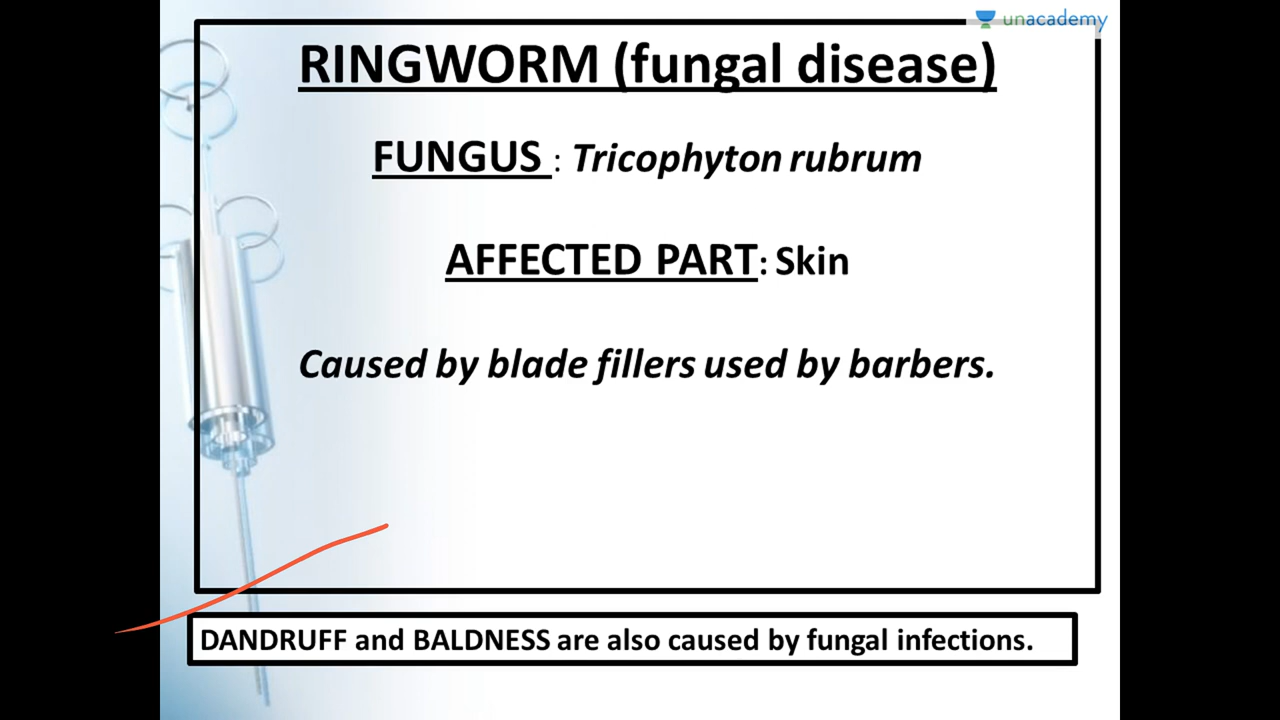 unacademy
RINGWORM (fungal disease)
FUNGUS : Tricophyton rubrum
AFFECTED PART: Skin
Caused by blade fillers used by barbers.
DANDRUFF and BALDNESS are also caused by fungal infections.